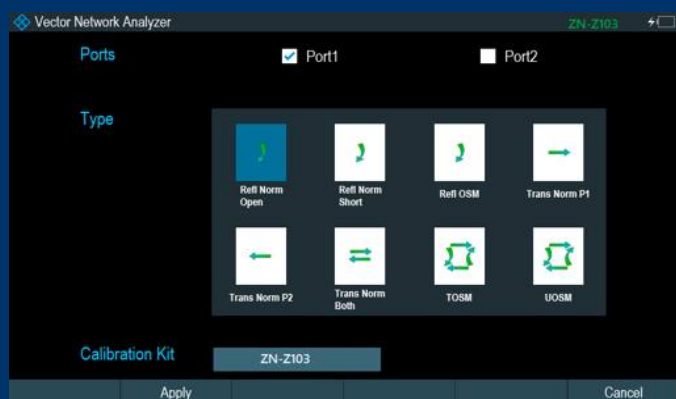 Vector Network Analyzer ZN-Z103
Ports Port1 Port2
Type
Refl Norm Open
Refl Norm Short
Refl OSM
Trans Norm P1
Trans Norm P2
Trans Norm Both
TOSM
UOSM
Calibration Kit ZN-Z103
Apply Cancel